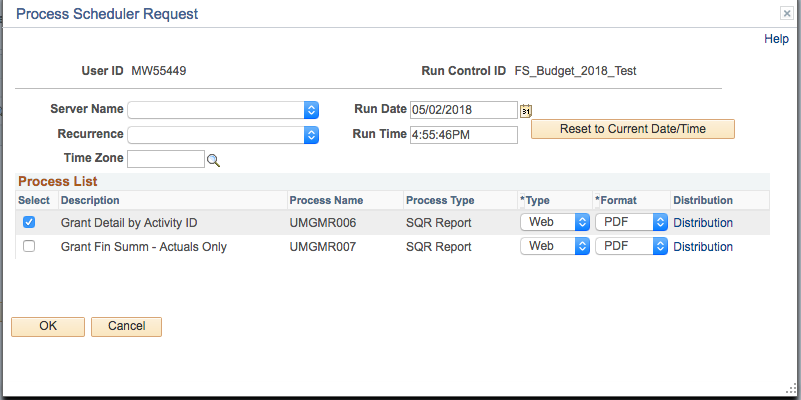 Process Scheduler Request
Help
User ID MW55449 Run Control ID FS_Budget_2018_Test
Server Name Run Date 05/02/2018 31
Recurrence Run Time 4:55:46PM Reset to Current Date/Time
Time Zone
Process List
Select Description Process Name Process Type *Type *Format Distribution
Grant Detail by Activity ID UMGMR006 SQR Report Web PDF Distribution
Grant Fin Summ - Actuals Only UMGMR007 SQR Report Web PDF Distribution
OK Cancel